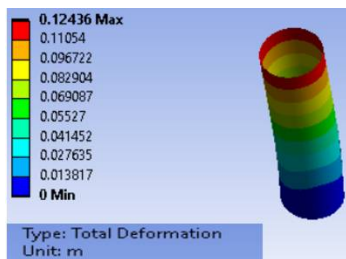 0.12436 Max
0.11054
0.096722
0.082904
0.069087
0.05527
0.041452
0.027635
0.013817
0 Min
Type: Total Deformation
Unit: m